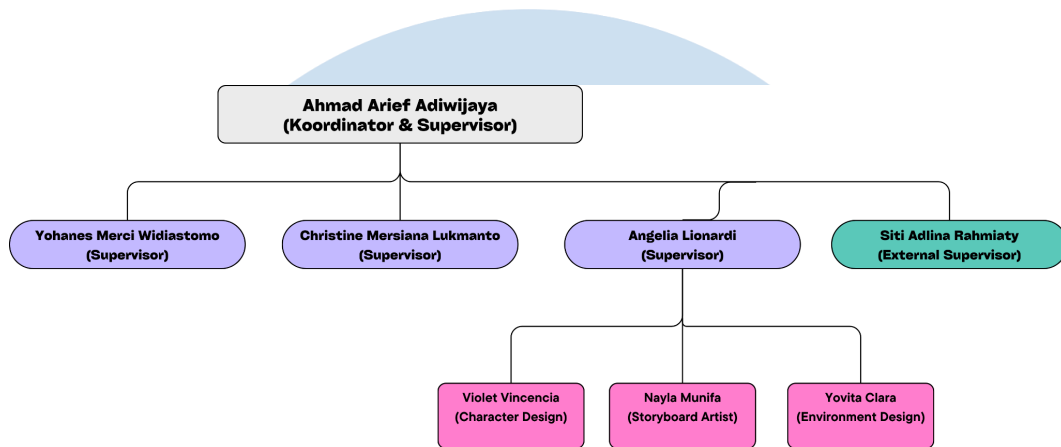 Ahmad Arief Adiwijaya
(Koordinator & Supervisor)
Yohanes Merci Widiastomo
(Supervisor)
Christine Mersiana Lukmanto
(Supervisor)
Angelia Lionardi
(Supervisor)
Siti Adlina Rahmiaty
(External Supervisor)
Violet Vincencia
(Character Design)
Nayla Munifa
(Storyboard Artist)
Yovita Clara
(Environment Design)